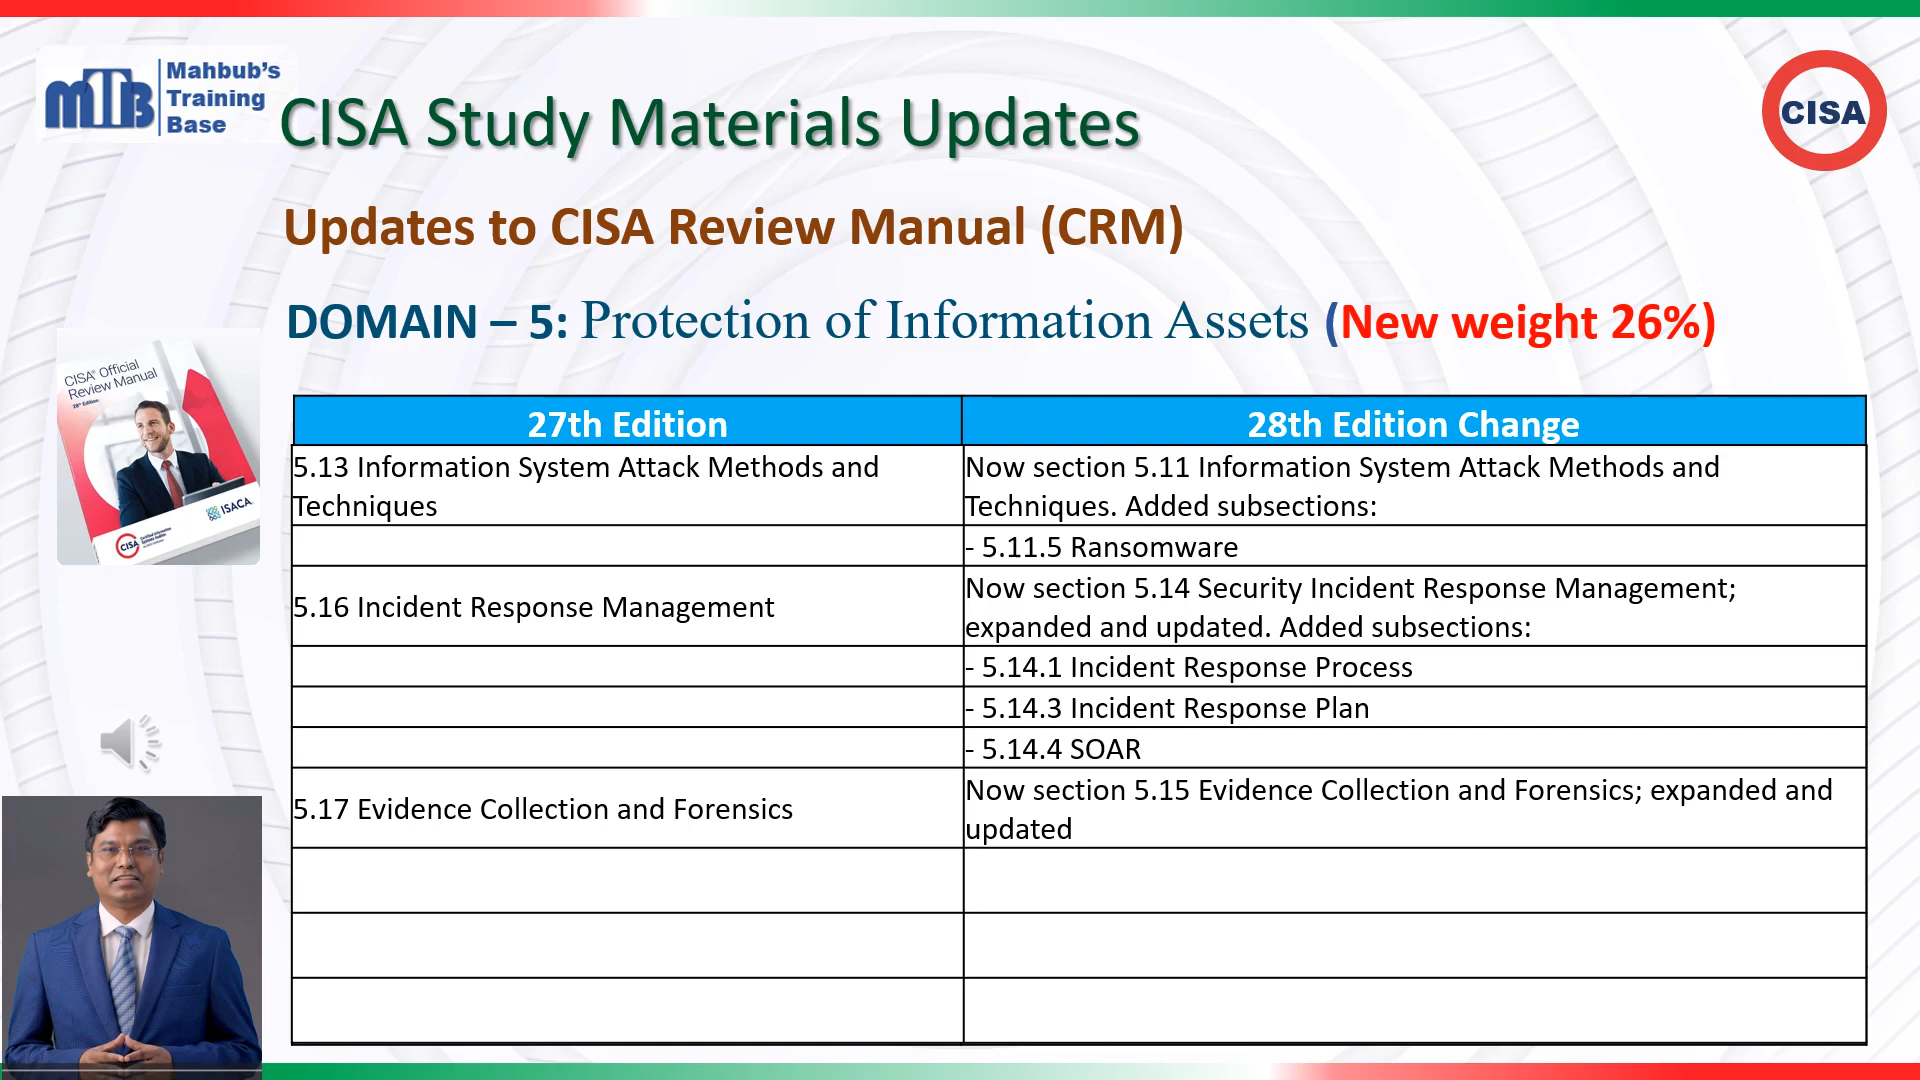 mTB
Mahbub's
Training
Base
CISA Study Materials Updates
CISA
Updates to CISA Review Manual (CRM)
DOMAIN – 5: Protection of Information Assets (New weight 26%)
CISA® Official
Review Manual
28th Edition
ISACA.
CISA
27th Edition
28th Edition Change
5.13 Information System Attack Methods and
Techniques
Now section 5.11 Information System Attack Methods and
Techniques. Added subsections:
- 5.11.5 Ransomware
5.16 Incident Response Management
Now section 5.14 Security Incident Response Management;
expanded and updated. Added subsections:
- 5.14.1 Incident Response Process
- 5.14.3 Incident Response Plan
- 5.14.4 SOAR
5.17 Evidence Collection and Forensics
Now section 5.15 Evidence Collection and Forensics; expanded and
updated